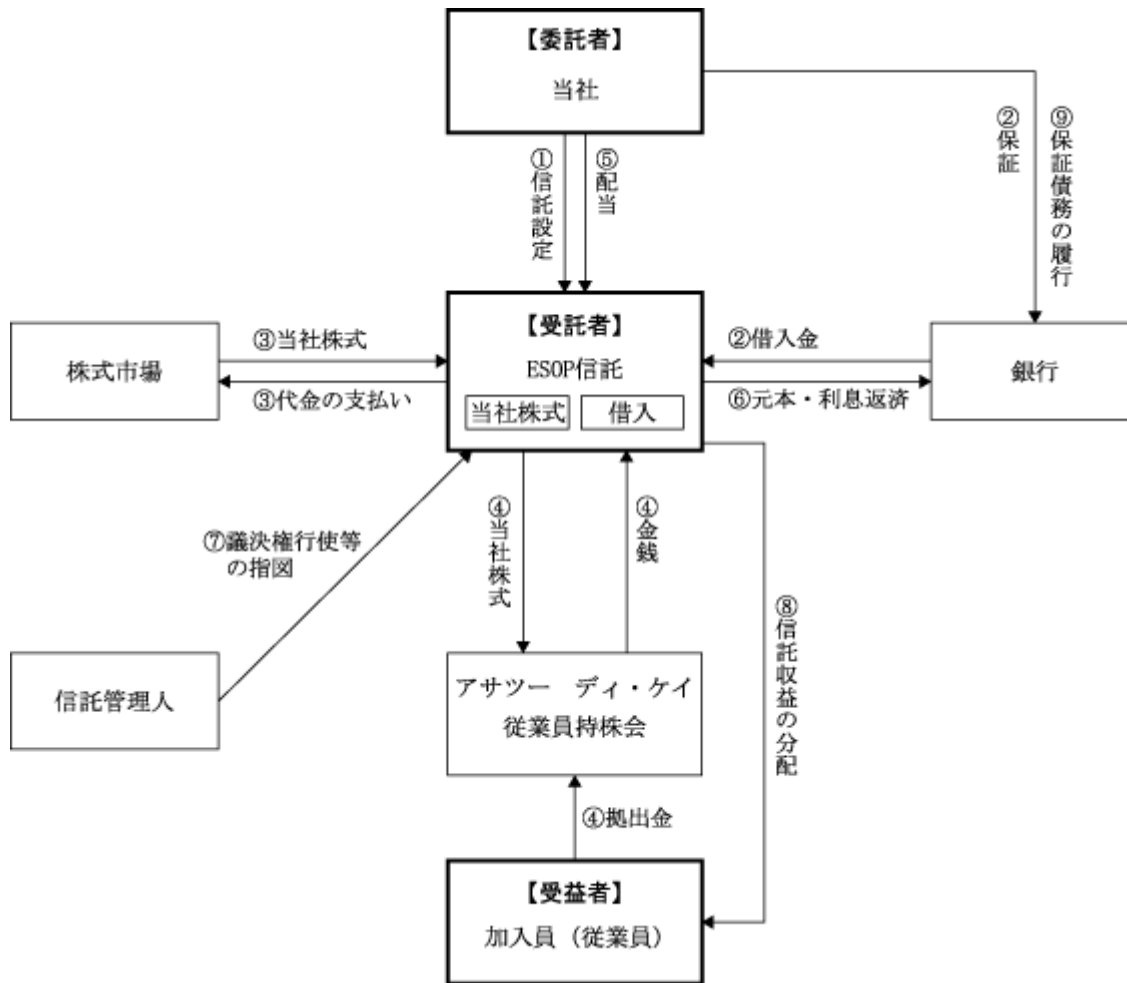 【委託者】
当社
①信託設定
⑤配当
②保証
⑨保証債務の履行
株式市場
③当社株式
③代金の支払い
【受託者】
ESOP信託
当社株式
借入
②借入金
⑥元本・利息返済
銀行
⑦議決権行使等
の指図
④当社株式
④金銭
⑧信託収益の分配
信託管理人
アサツー　ディ・ケイ
従業員持株会
④拠出金
【受益者】
加入員（従業員）